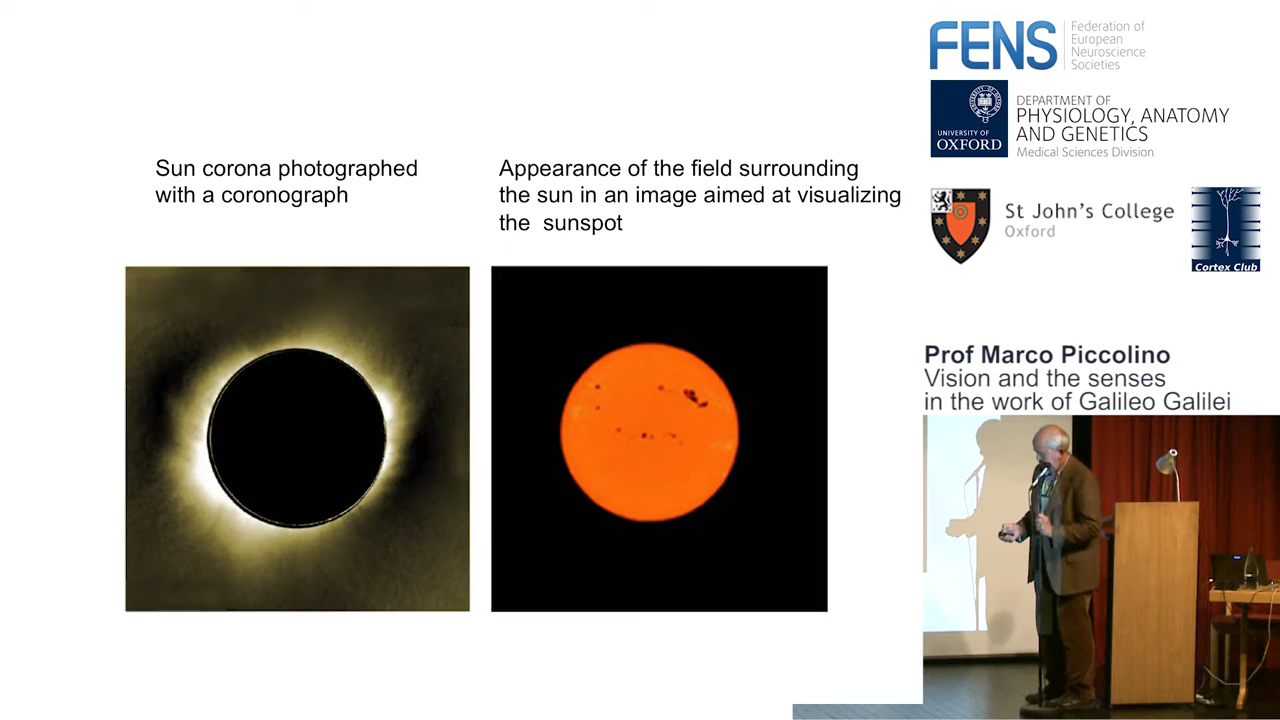 Sun corona photographed
with a coronograph
Appearance of the field surrounding
the sun in an image aimed at visualizing
the sunspot
FENS
Federation of
European
Neuroscience
Societies
UNIVERSITY OF
OXFORD
DEPARTMENT OF
PHYSIOLOGY, ANATOMY
AND GENETICS
Medical Sciences Division
St John's College
Oxford
Cortex Club
Prof Marco Piccolino
Vision and the senses
in the work of Galileo Galilei